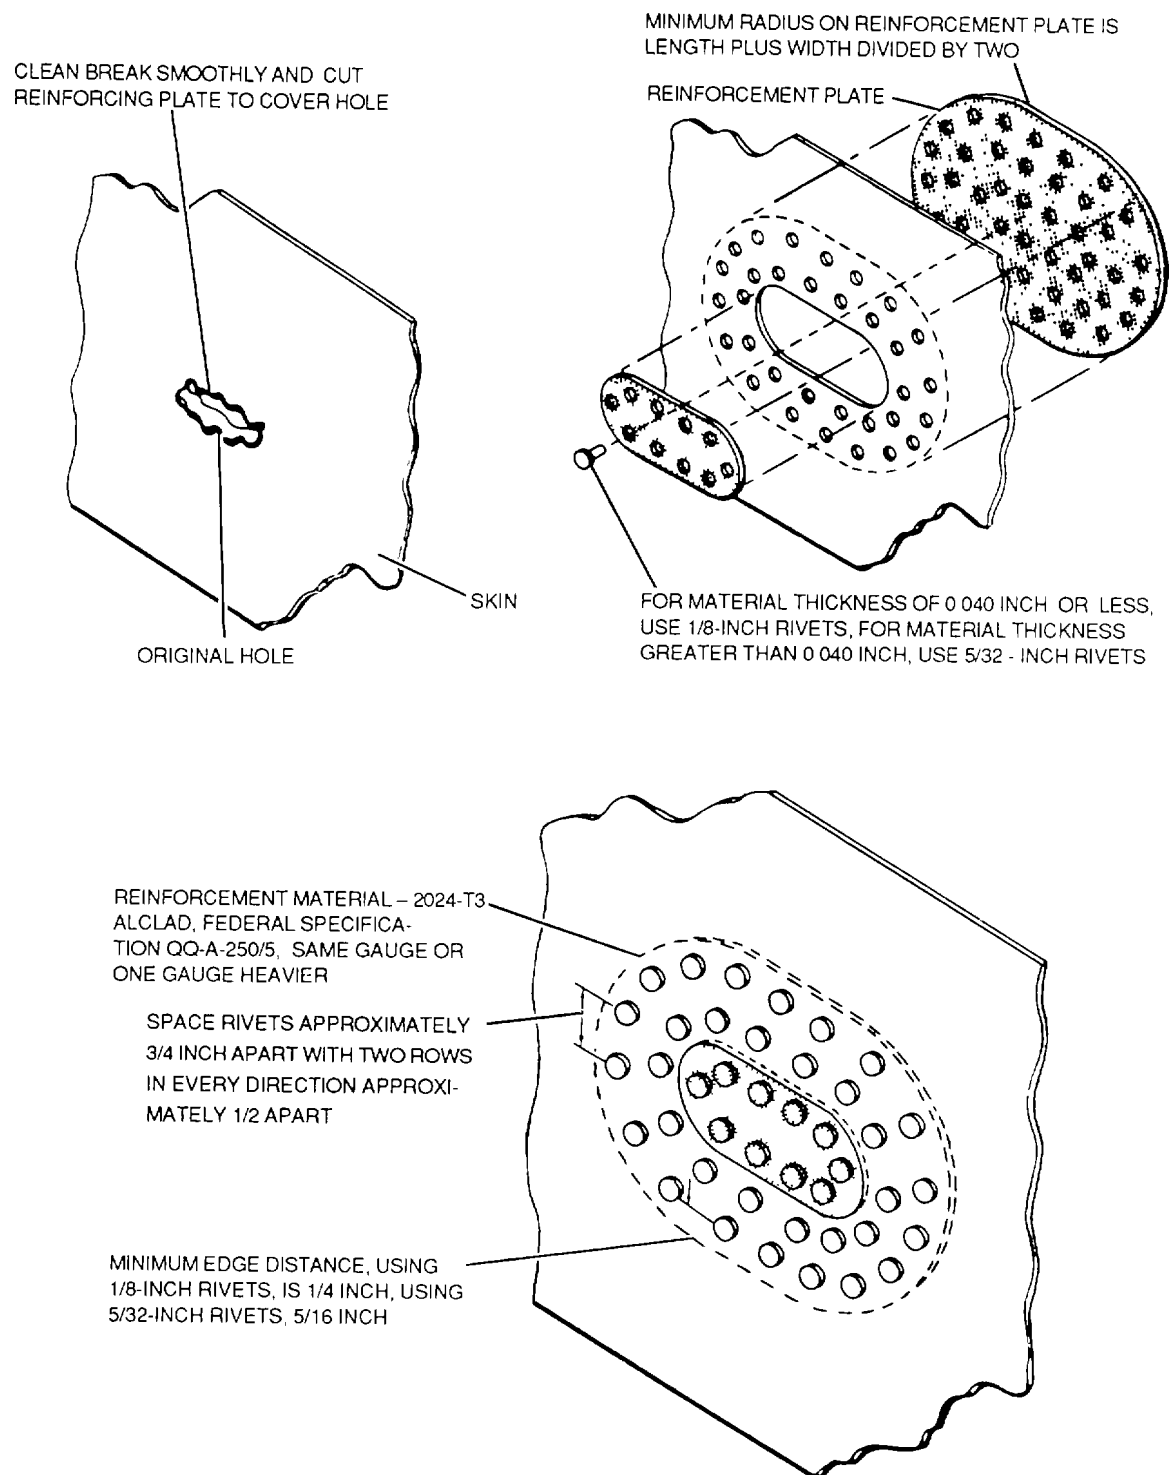 MINIMUM RADIUS ON REINFORCEMENT PLATE IS
LENGTH PLUS WIDTH DIVIDED BY TWO
CLEAN BREAK SMOOTHLY AND CUT
REINFORCING PLATE TO COVER HOLE
REINFORCEMENT PLATE
SKIN
ORIGINAL HOLE
FOR MATERIAL THICKNESS OF 0 040 INCH OR LESS,
USE 1/8-INCH RIVETS, FOR MATERIAL THICKNESS
GREATER THAN 0 040 INCH, USE 5/32 - INCH RIVETS
REINFORCEMENT MATERIAL – 2024-T3
ALCLAD, FEDERAL SPECIFICA-
TION QQ-A-250/5, SAME GAUGE OR
ONE GAUGE HEAVIER
SPACE RIVETS APPROXIMATELY
3/4 INCH APART WITH TWO ROWS
IN EVERY DIRECTION APPROXI-
MATELY 1/2 APART
MINIMUM EDGE DISTANCE, USING
1/8-INCH RIVETS, IS 1/4 INCH, USING
5/32-INCH RIVETS, 5/16 INCH